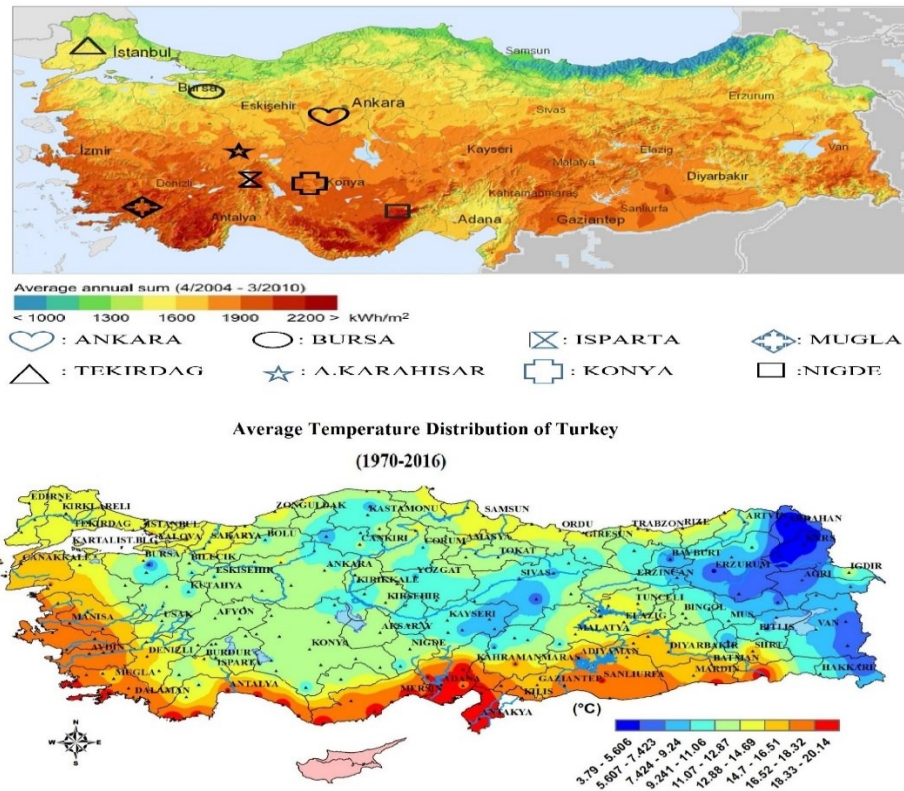 İstanbul
Samsun
Bursa
Eskişehir
Ankara
Sivas
Erzurum
İzmir
Kayseri
Elazig
Malatya
Van
Denizli
Konya
Diyarbakır
Kahramanmaraş
Antalya
Adana
Sanliurfa
Gaziantep
Average annual sum (4/2004 - 3/2010)
< 1000 1300 1600 1900 2200 > kWh/m²
: ANKARA : BURSA : ISPARTA : MUGLA
: TEKIRDAG : A.KARAHISAR : KONYA :NIGDE
Average Temperature Distribution of Turkey
(1970-2016)
EDIRNE
KIRKLARELI
ZONGULDAK
KASTAMONU
SAMSUN
TEKIRDAG
ISTANBUL
ORDU
TRABZON
RIZE
ARTVIN
ARDAHAN
KARTALIST.BLG
YALOVA
SAKARYA
BOLU
CANKIRI
CORUM
AMASYA
GIRESUN
KARS
CANAKKALE
BURSA
BILECIK
TOKAT
BAYBURT
ESKISEHIR
ANKARA
YOZGAT
SIVAS
ERZINCAN
ERZURUM
AGRI
IGDIR
KUTAHYA
KIRIKKALE
KIRSEHIR
TUNCELI
MANISA
USAK
AFYON
KAYSERI
ELAZIG
BINGOL
MUS
AKSARAY
MALATYA
BITLIS
VAN
AYDIN
DENIZLI
BURDUR
KONYA
NIGDE
DIYARBAKIR
SIIRT
ISPARTA
KAHRAMANMARAS
ADIYAMAN
BATMAN
MUGLA
MARDIN
HAKKARI
DALAMAN
ANTALYA
MERSIN
ADANA
GAZIANTEP
SANLIURFA
KILIS
ANTAKYA
(°C)
N
W E
S
3.79 - 5.606
5.607 - 7.423
7.424 - 9.24
9.241 - 11.06
11.07 - 12.87
12.88 - 14.69
14.7 - 16.51
16.52 - 18.32
18.33 - 20.14